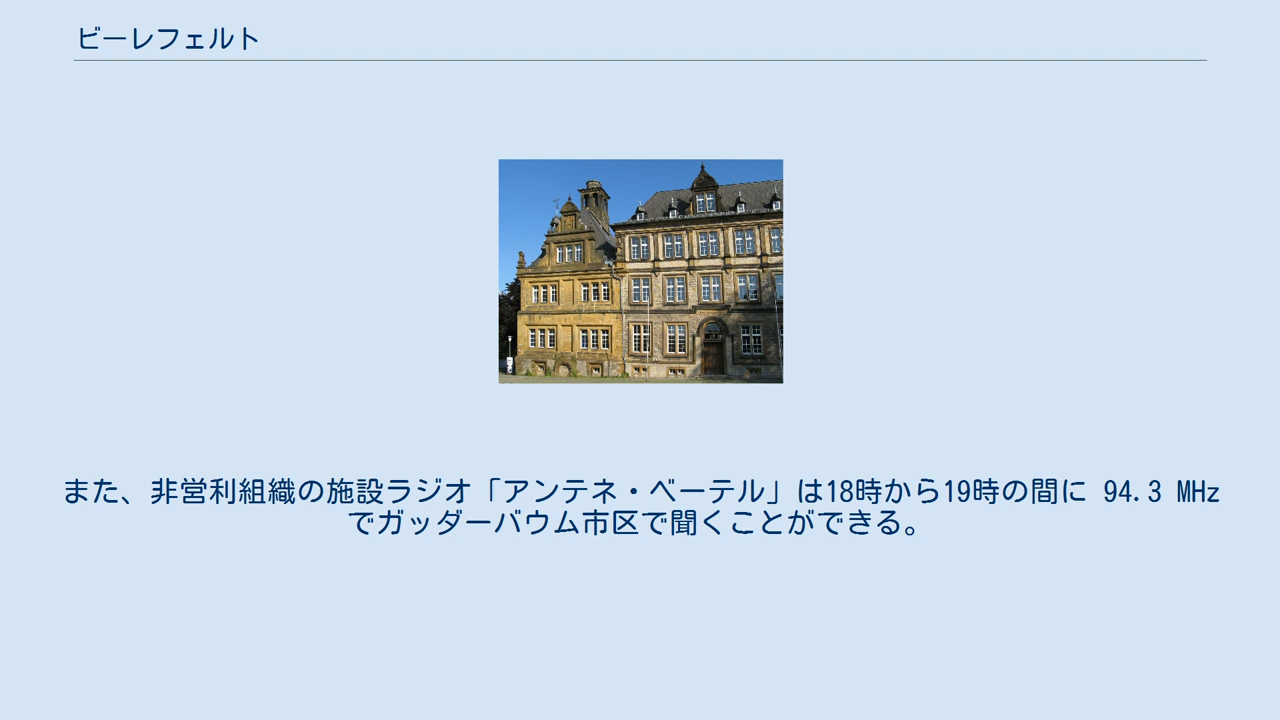 ビーレフェルト
また、非営利組織の施設ラジオ「アンテネ・ベーテル」は18時から19時の間に 94.3 MHz
でガッダーバウム市区で聞くことができる。